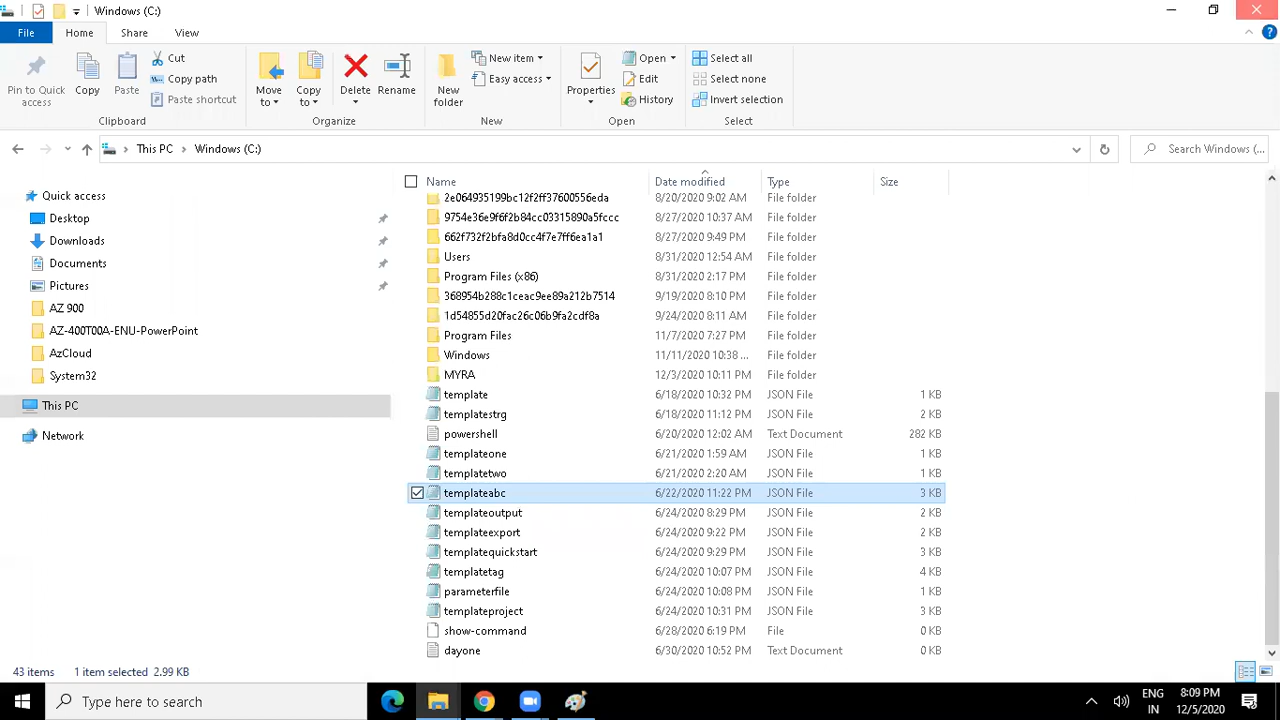 Windows (C:)
File Home Share View
Pin to Quick access
Copy
Paste
Cut
Copy path
Paste shortcut
Clipboard
Move to
Copy to
Delete
Rename
Organize
New folder
New item
Easy access
New
Properties
Open
Edit
History
Open
Select all
Select none
Invert selection
Select
This PC Windows (C:)
Search Windows (...
Quick access
Desktop
Downloads
Documents
Pictures
AZ 900
AZ-400T00A-ENU-PowerPoint
AzCloud
System32
This PC
Network
Name Date modified Type Size
2e064935199bc12f2ff37600556eda 8/20/2020 9:02 AM File folder
9754e36e9f6f2b84cc03315890a5fccc 8/27/2020 10:37 AM File folder
662f732f2bfa8d0cc4f7e7ff6ea1a1 8/27/2020 9:49 PM File folder
Users 8/31/2020 12:54 AM File folder
Program Files (x86) 8/31/2020 2:17 PM File folder
368954b288c1ceac9ee89a212b7514 9/19/2020 8:10 PM File folder
1d54855d20fac26c06b9fa2cdf8a 9/24/2020 8:11 AM File folder
Program Files 11/7/2020 7:27 PM File folder
Windows 11/11/2020 10:38 ... File folder
MYRA 12/3/2020 10:11 PM File folder
template 6/18/2020 10:32 PM JSON File 1 KB
templatestrg 6/18/2020 11:12 PM JSON File 2 KB
powershell 6/20/2020 12:02 AM Text Document 282 KB
templateone 6/21/2020 1:59 AM JSON File 1 KB
templatetwo 6/21/2020 2:20 AM JSON File 1 KB
templateabc 6/22/2020 11:22 PM JSON File 3 KB
templateoutput 6/24/2020 8:29 PM JSON File 2 KB
templateexport 6/24/2020 9:22 PM JSON File 2 KB
templatequickstart 6/24/2020 9:29 PM JSON File 3 KB
templatetag 6/24/2020 10:07 PM JSON File 4 KB
parameterfile 6/24/2020 10:08 PM JSON File 1 KB
templateproject 6/24/2020 10:31 PM JSON File 3 KB
show-command 6/28/2020 6:19 PM File 0 KB
dayone 6/30/2020 10:52 PM Text Document 0 KB
43 items 1 item selected 2.99 KB
Type here to search
ENG
IN
8:09 PM
12/5/2020